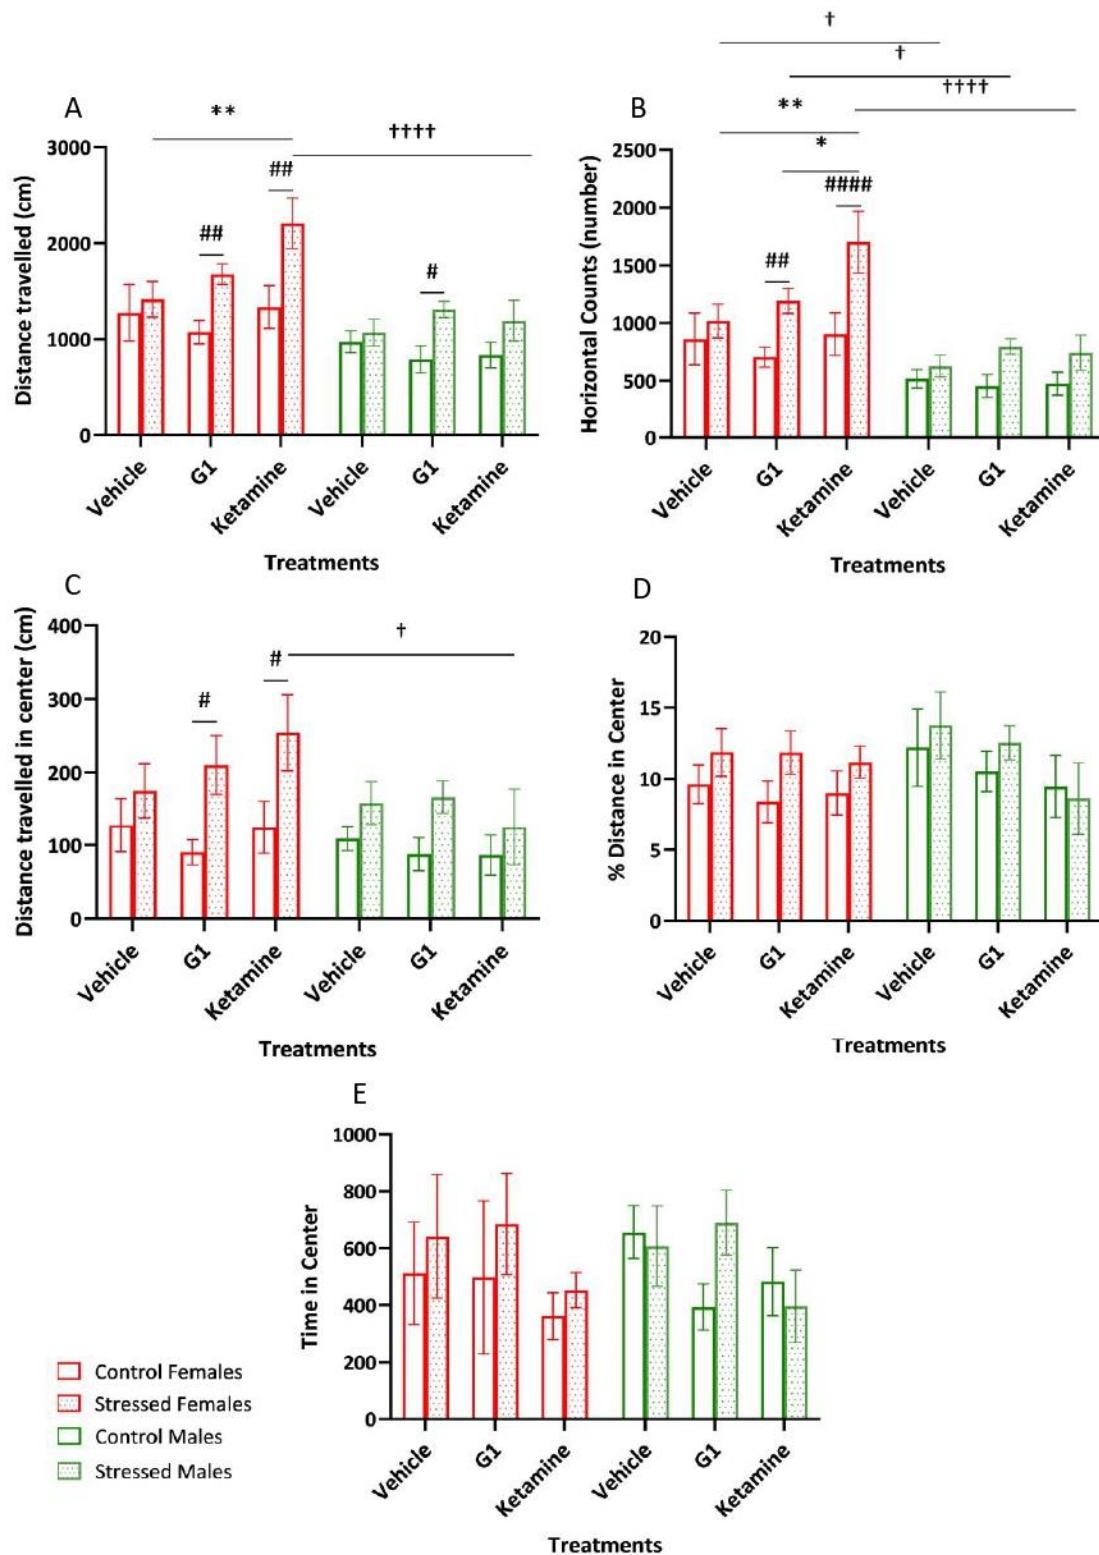 †
†
††††
A
**
††††
B
**
*
##
##
#
##
####
3000
2000
1000
0
Distance travelled (cm)
Vehicle
G1
Ketamine
Vehicle
G1
Ketamine
Treatments
2500
2000
1500
1000
500
0
Horizontal Counts (number)
Vehicle
G1
Ketamine
Vehicle
G1
Ketamine
Treatments
C
†
#
#
400
300
200
100
0
Distance travelled in center (cm)
Vehicle
G1
Ketamine
Vehicle
G1
Ketamine
Treatments
D
20
15
10
5
0
% Distance in Center
Vehicle
G1
Ketamine
Vehicle
G1
Ketamine
Treatments
E
1000
800
600
400
200
0
Time in Center
Vehicle
G1
Ketamine
Vehicle
G1
Ketamine
Treatments
Control Females
Stressed Females
Control Males
Stressed Males